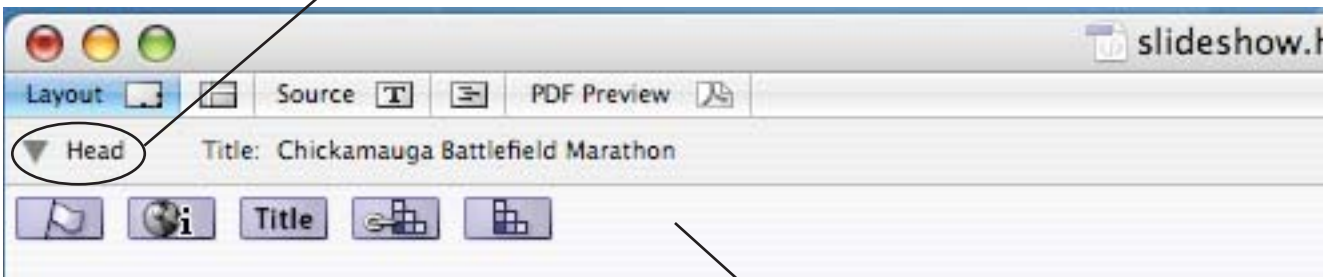 slideshow.h
Layout Source T PDF Preview
Head Title: Chickamauga Battlefield Marathon
i Title